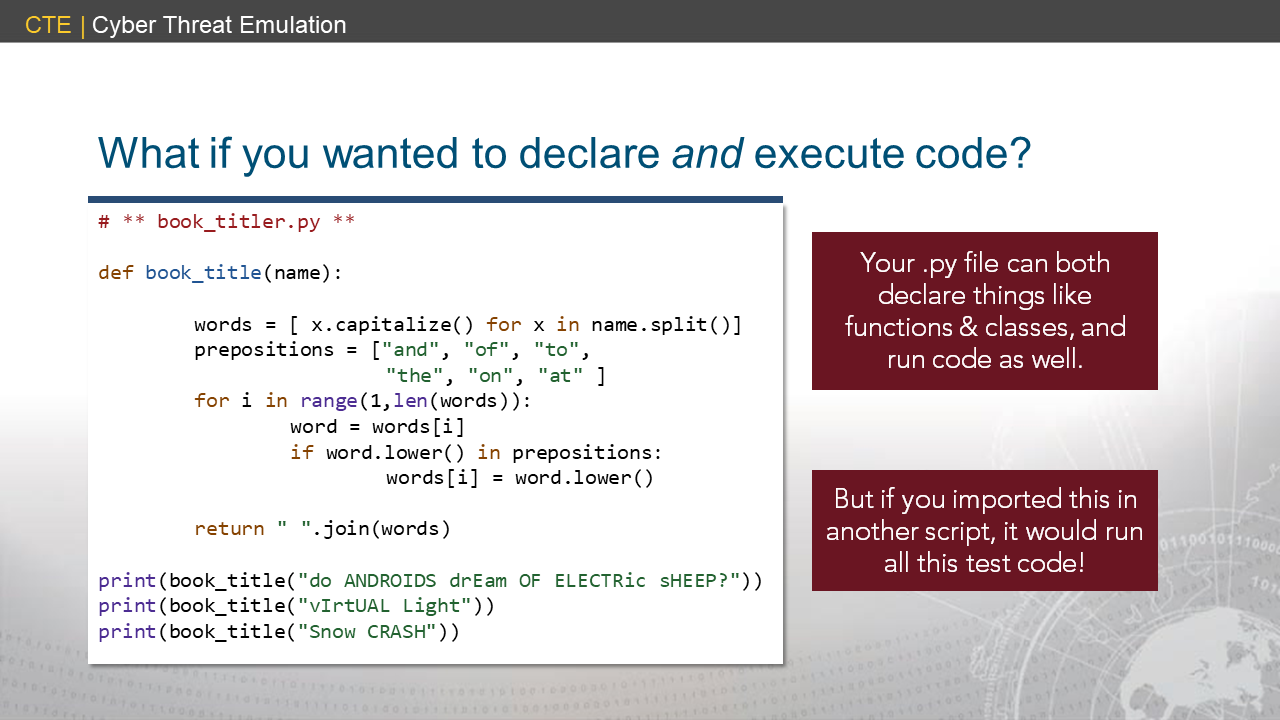 CTE | Cyber Threat Emulation
What if you wanted to declare and execute code?
# ** book_titler.py **
def book_title(name):
words = [ x.capitalize() for x in name.split()]
prepositions = ["and", "of", "to",
"the", "on", "at" ]
for i in range(1,len(words)):
word = words[i]
if word.lower() in prepositions:
words[i] = word.lower()
return " ".join(words)
print(book_title("do ANDROIDS drEam OF ELECTRic sHEEP?"))
print(book_title("vIrtUAL Light"))
print(book_title("Snow CRASH"))
Your .py file can both
declare things like
functions & classes, and
run code as well.
But if you imported this in
another script, it would run
all this test code!